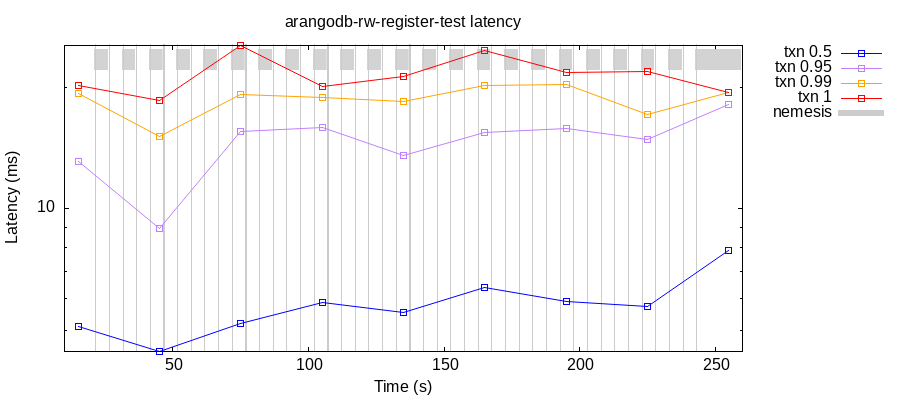 arangodb-rw-register-test latency
txn 0.5
txn 0.95
txn 0.99
txn 1
nemesis
Latency (ms)
10
50 100 150 200 250
Time (s)